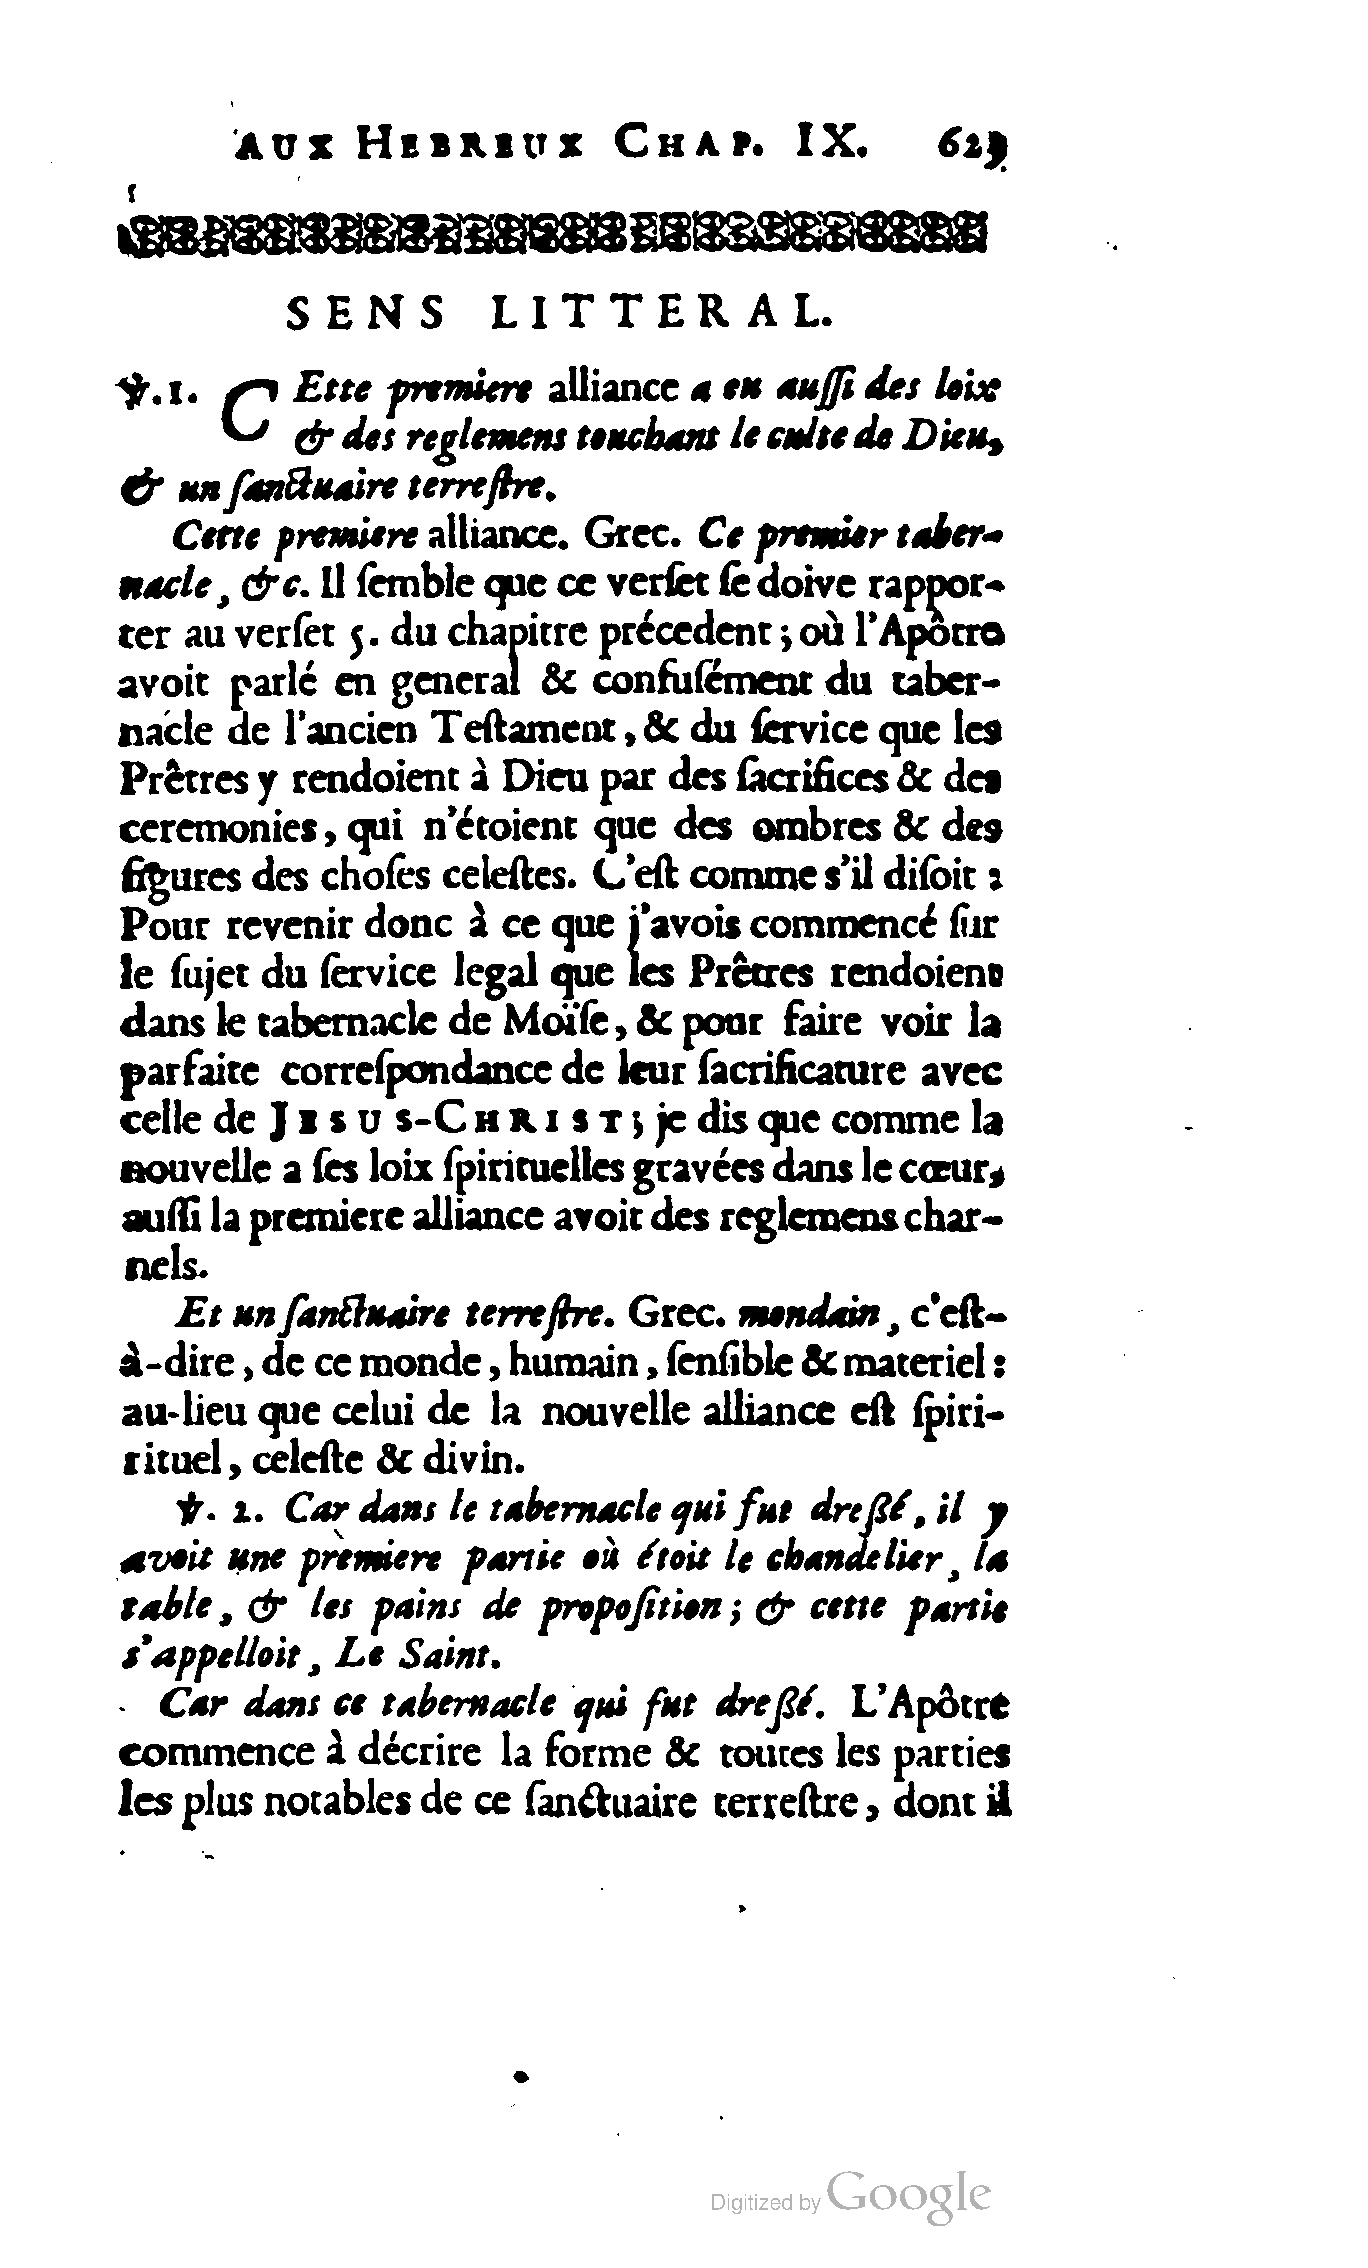 AUX HEBREUX CHAP. IX. 623
SENS LITTERAL.
℣.1. CEtte premiere alliance a eu auſſi des loix
& des reglemens touchant le culte de Dieu,
& un ſanctuaire terreſtre.
Cette premiere alliance. Grec. Ce premier taber-
nacle, &c. Il ſemble que ce verſet ſe doive rappor-
ter au verſet 5. du chapitre précedent; où l'Apôtre
avoit parlé en general & confuſément du taber-
nacle de l'ancien Teſtament, & du ſervice que les
Prêtres y rendoient à Dieu par des ſacrifices & des
ceremonies, qui n'étoient que des ombres & des
figures des choſes celeſtes. C'eſt comme s'il diſoit :
Pour revenir donc à ce que j'avois commencé ſur
le ſujet du ſervice legal que les Prêtres rendoient
dans le tabernacle de Moïſe, & pour faire voir la
parfaite correſpondance de leur ſacrificature avec
celle de JESUS-CHRIST; je dis que comme la
nouvelle a ſes loix ſpirituelles gravées dans le cœur,
auſſi la premiere alliance avoit des reglemens char-
nels.
Et un ſanctuaire terreſtre. Grec. mondain, c'eſt-
à-dire, de ce monde, humain, ſenſible & materiel :
au-lieu que celui de la nouvelle alliance eſt ſpiri-
rituel, celeſte & divin.
℣. 2. Car dans le tabernacle qui fut dreßé, il y
avoit une premiere partie où étoit le chandelier, la
table, & les pains de propoſition; & cette partie
s'appelloit, Le Saint.
Car dans ce tabernacle qui fut dreßé. L'Apôtre
commence à décrire la forme & toutes les parties
les plus notables de ce ſanctuaire terreſtre, dont il
Digitized by Google